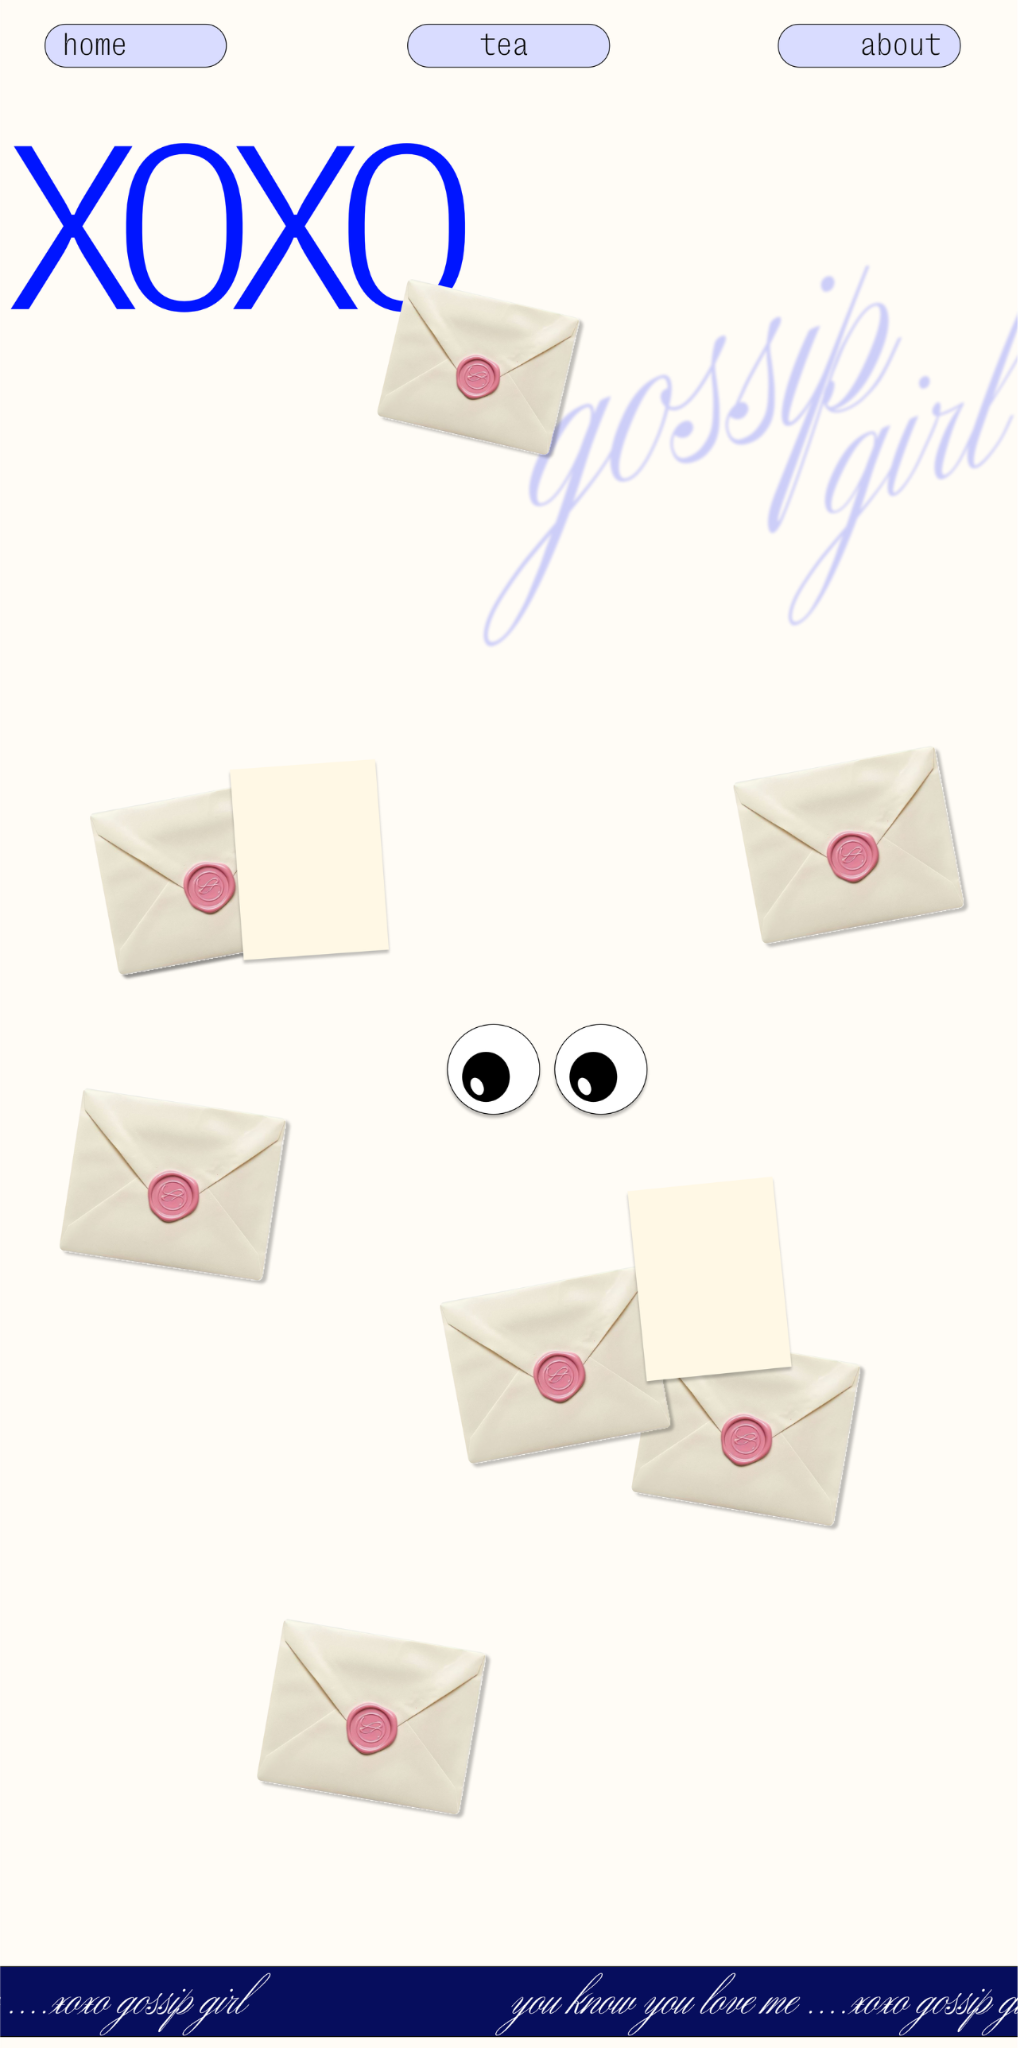 home
tea
about
XOXO
gossip
girl
....xoxo gossip girl
you know you love me ....xoxo gossip g